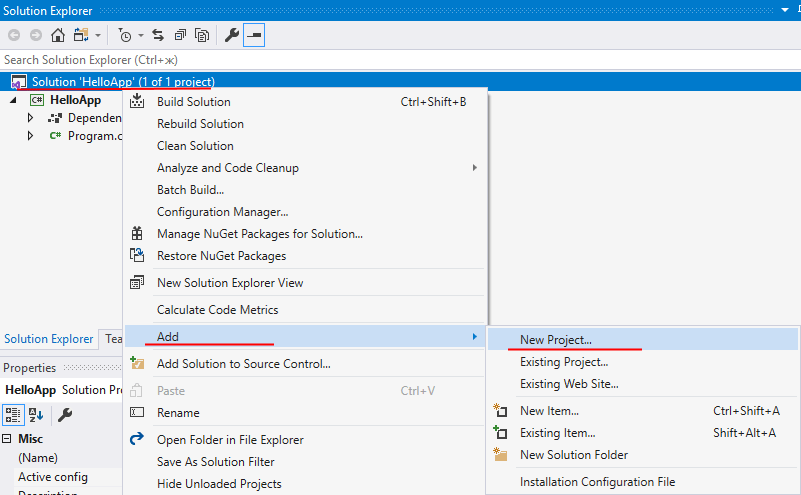 Solution Explorer
Search Solution Explorer (Ctrl+ж)
Solution 'HelloApp' (1 of 1 project)
C# HelloApp
Dependen
C# Program.c
Build Solution Ctrl+Shift+B
Rebuild Solution
Clean Solution
Analyze and Code Cleanup
Batch Build...
Configuration Manager...
Manage NuGet Packages for Solution...
Restore NuGet Packages
New Solution Explorer View
Calculate Code Metrics
Add
Add Solution to Source Control...
Paste Ctrl+V
Rename
Open Folder in File Explorer
Save As Solution Filter
Hide Unloaded Projects
New Project...
Existing Project...
Existing Web Site...
New Item... Ctrl+Shift+A
Existing Item... Shift+Alt+A
New Solution Folder
Installation Configuration File
Solution Explorer Tea
Properties
HelloApp Solution Pr
Misc
(Name)
Active config